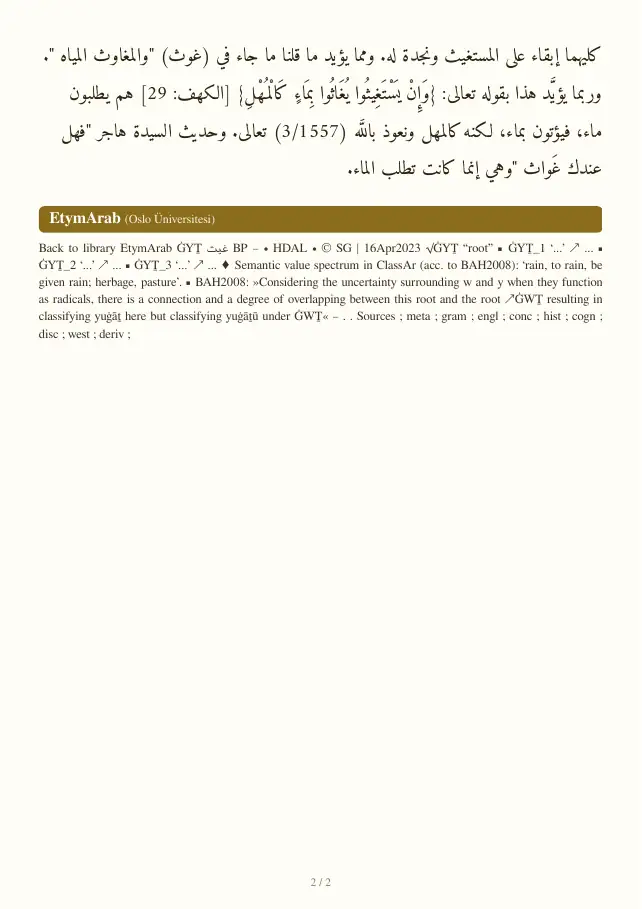 كليهما إبقاء على المستغيث ونجدة له. ومما يؤيد ما قلنا ما جاء في (غوث) "والمغاوث المياه".
وربما يؤيَّد هذا بقوله تعالى: {وَإِنْ يَسْتَغِيثُوا يُغَاثُوا بِمَاءٍ كَالْمُهْلِ} [الكهف: 29] هم يطلبون
ماء، فيؤتون بماء، لكنه كالمهل ونعوذ باللَّه (3/1557) تعالى. وحديث السيدة هاجر "فهل
عندك غَواث "وهي إنما كانت تطلب الماء.
EtymArab (Oslo Üniversitesi)
Back to library EtymArab ĠYṮ غيث BP – • HDAL • © SG | 16Apr2023 √ĠYṮ “root” ▪ ĠYṮ_1 ‘...’ ↗ ... ▪
ĠYṮ_2 ‘...’ ↗ ... ▪ ĠYṮ_3 ‘...’ ↗ ... ♦ Semantic value spectrum in ClassAr (acc. to BAH2008): ‘rain, to rain, be
given rain; herbage, pasture’. ▪ BAH2008: »Considering the uncertainty surrounding w and y when they function
as radicals, there is a connection and a degree of overlapping between this root and the root ↗ĠWṮ resulting in
classifying yuġāṯ here but classifying yuġāṯū under ĠWṮ« – . . Sources ; meta ; gram ; engl ; conc ; hist ; cogn ;
disc ; west ; deriv ;
2 / 2